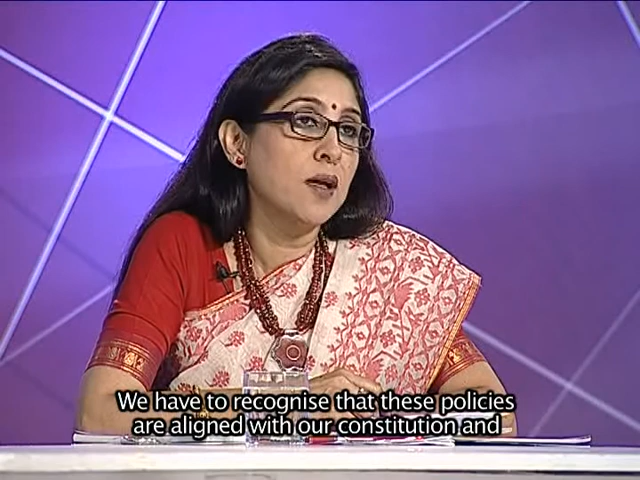 We have to recognise that these policies
are aligned with our constitution and